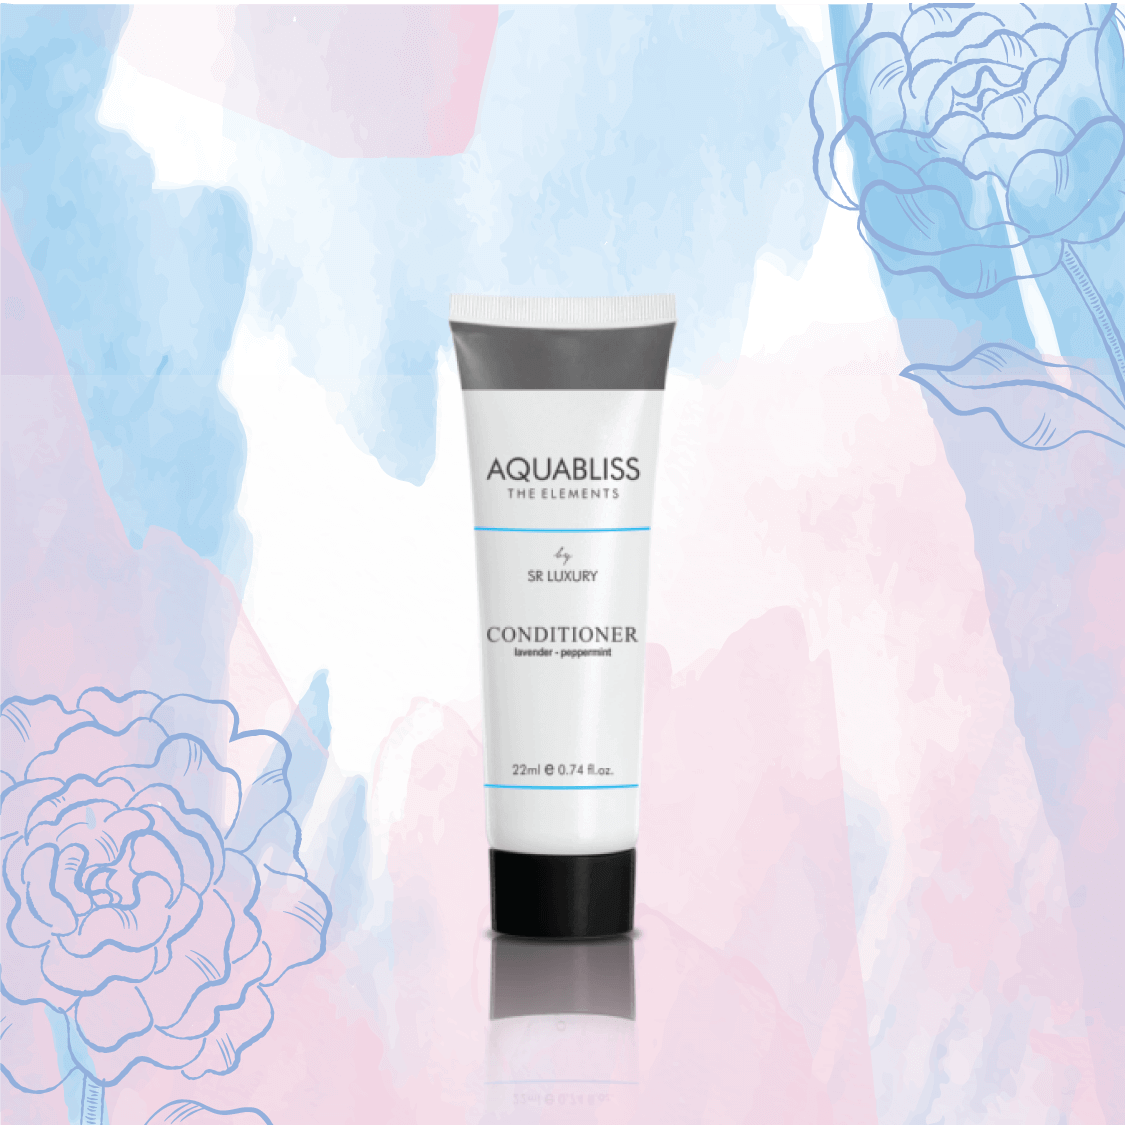 AQUABLISS
THE ELEMENTS
by
SR LUXURY
CONDITIONER
lavender - peppermint
22ml e 0.74 fl.oz.